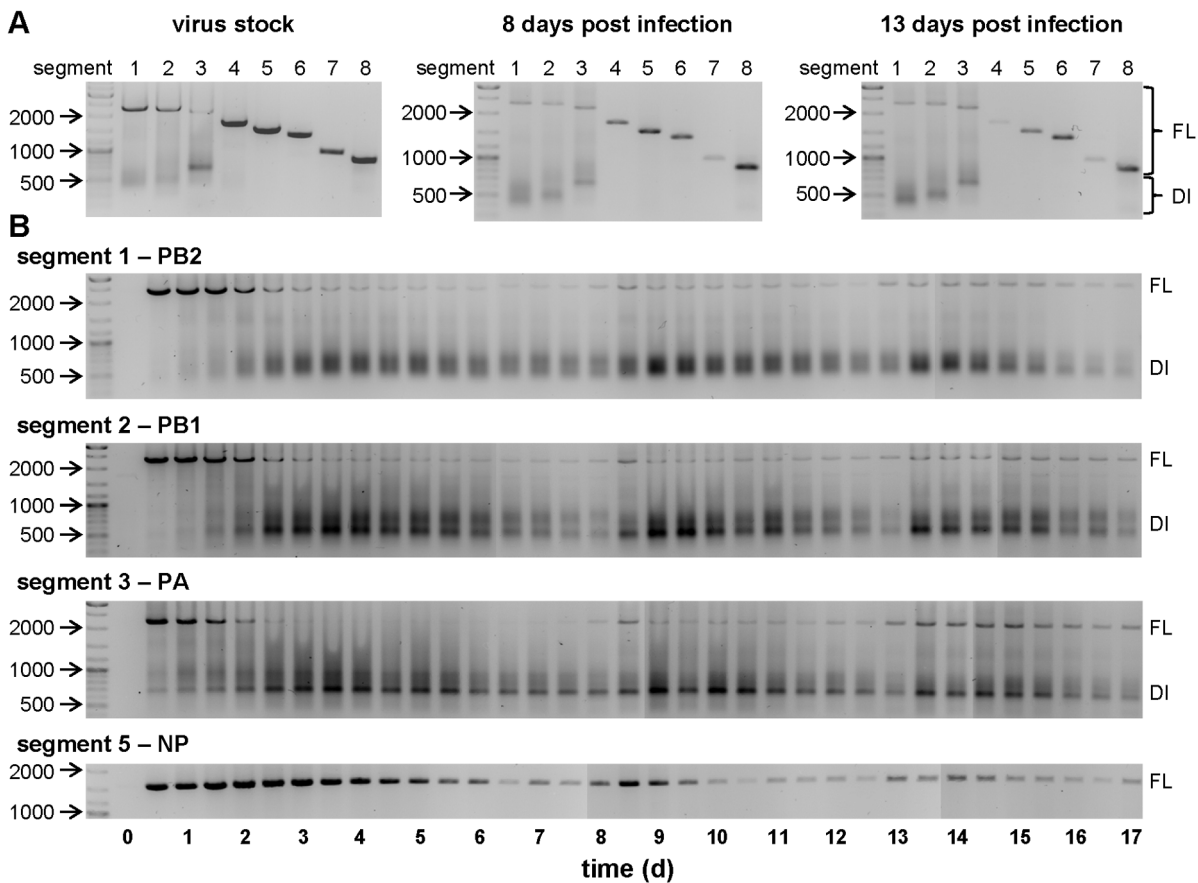 A
virus stock
8 days post infection
13 days post infection
segment 1 2 3 4 5 6 7 8
segment 1 2 3 4 5 6 7 8
segment 1 2 3 4 5 6 7 8
2000
1000
500
2000
1000
500
2000
1000
500
FL
DI
B
segment 1 – PB2
2000
1000
500
FL
DI
segment 2 – PB1
2000
1000
500
FL
DI
segment 3 – PA
2000
1000
500
FL
DI
segment 5 – NP
2000
1000
FL
0 1 2 3 4 5 6 7 8 9 10 11 12 13 14 15 16 17
time (d)